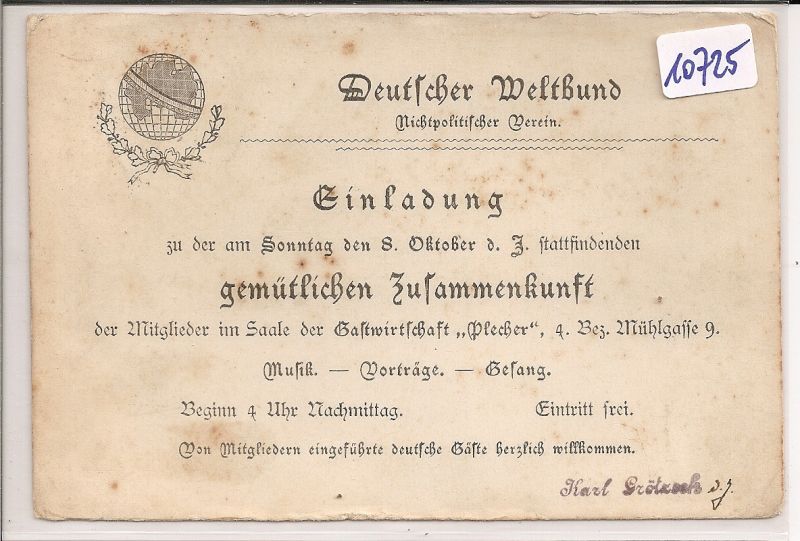 10725
Deutscher Weltbund
Nichtpolitischer Verein.
Einladung
zu der am Sonntag den 8. Oktober d. J. stattfindenden
gemütlichen Zusammenkunft
der Mitglieder im Saale der Gastwirtschaft „Plecher“, 4. Bez. Mühlgasse 9.
Musik. — Vorträge. — Gesang.
Beginn 4 Uhr Nachmittag. Eintritt frei.
Von Mitgliedern eingeführte deutsche Gäste herzlich willkommen.
Karl Grötzsch d. J.